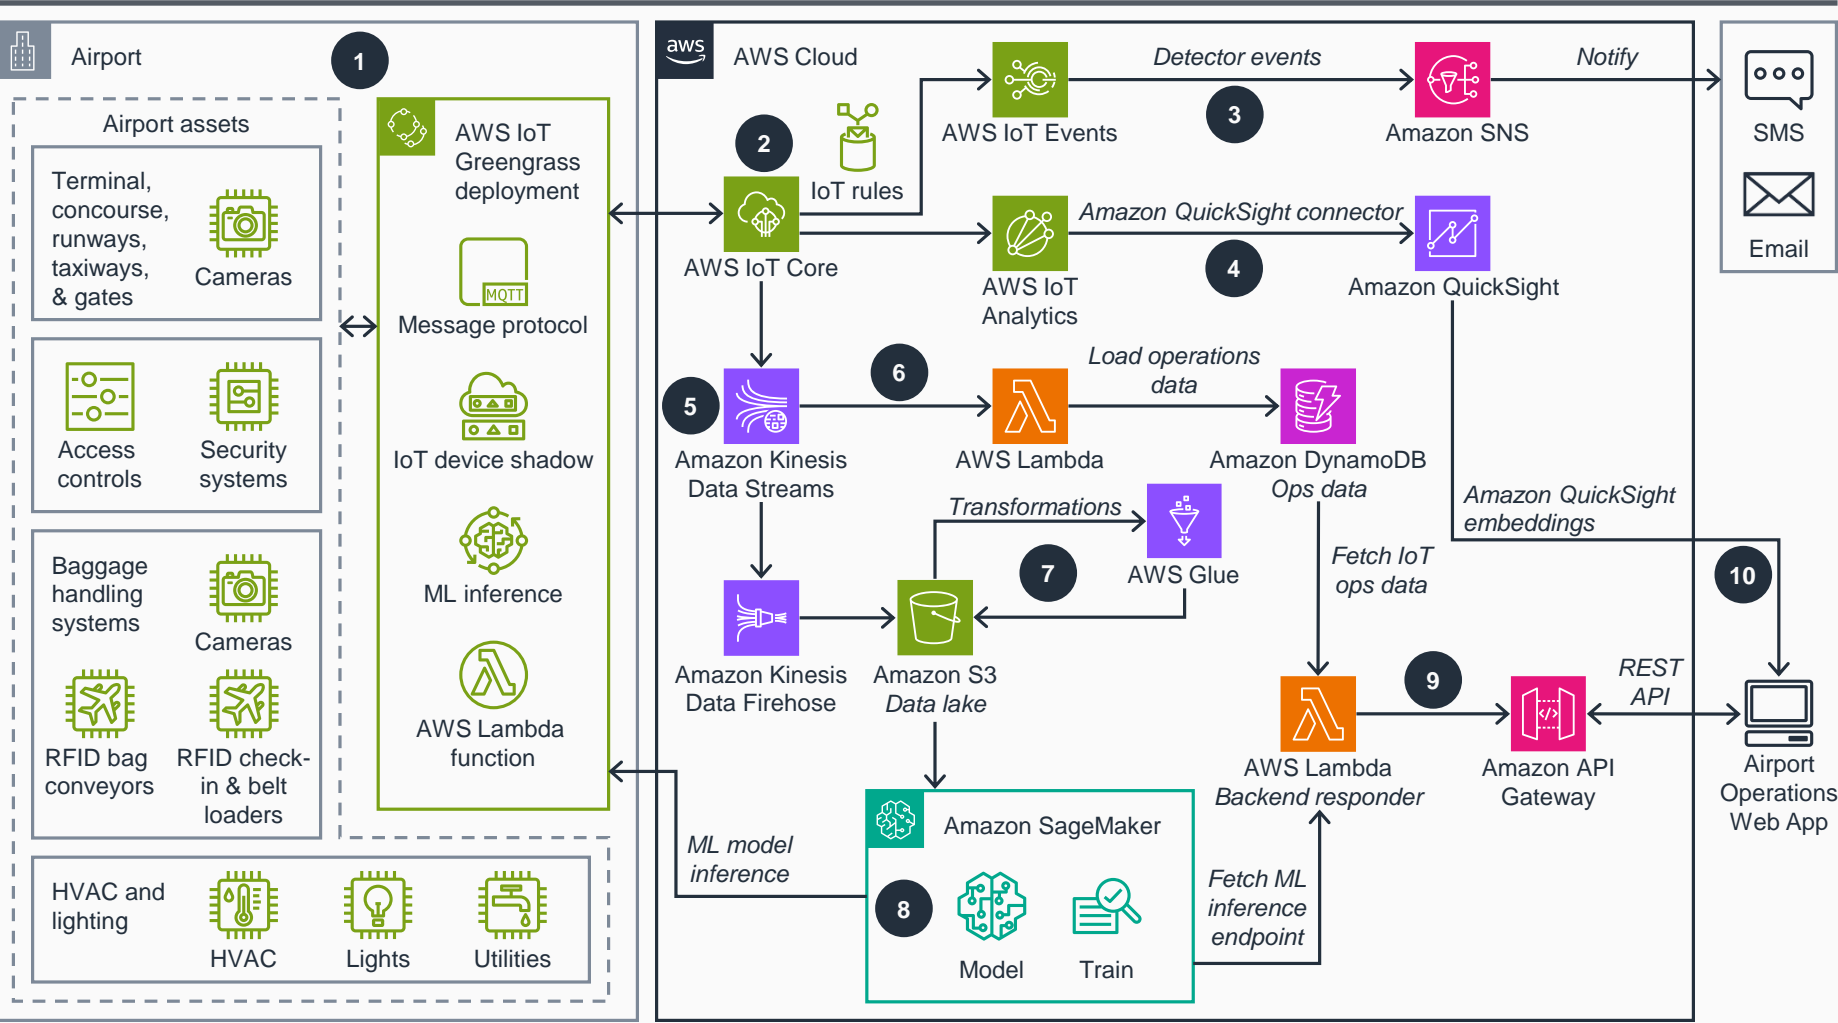 Airport
1
Airport assets
Terminal,
concourse,
runways,
taxiways,
& gates
Cameras
Access
controls
Security
systems
Baggage
handling
systems
Cameras
RFID bag
conveyors
RFID check-
in & belt
loaders
HVAC and
lighting
HVAC
Lights
Utilities
AWS IoT
Greengrass
deployment
MQTT
Message protocol
IoT device shadow
ML inference
AWS Lambda
function
aws
AWS Cloud
2
IoT rules
AWS IoT Core
AWS IoT Events
Detector events
3
Amazon SNS
Notify
SMS
Email
AWS IoT
Analytics
Amazon QuickSight connector
4
Amazon QuickSight
5
Amazon Kinesis
Data Streams
6
AWS Lambda
Load operations
data
Amazon DynamoDB
Ops data
Amazon QuickSight
embeddings
Transformations
7
AWS Glue
Fetch IoT
ops data
10
Amazon Kinesis
Data Firehose
Amazon S3
Data lake
AWS Lambda
Backend responder
9
Amazon API
Gateway
REST
API
Airport
Operations
Web App
ML model
inference
Amazon SageMaker
8
Model
Train
Fetch ML
inference
endpoint